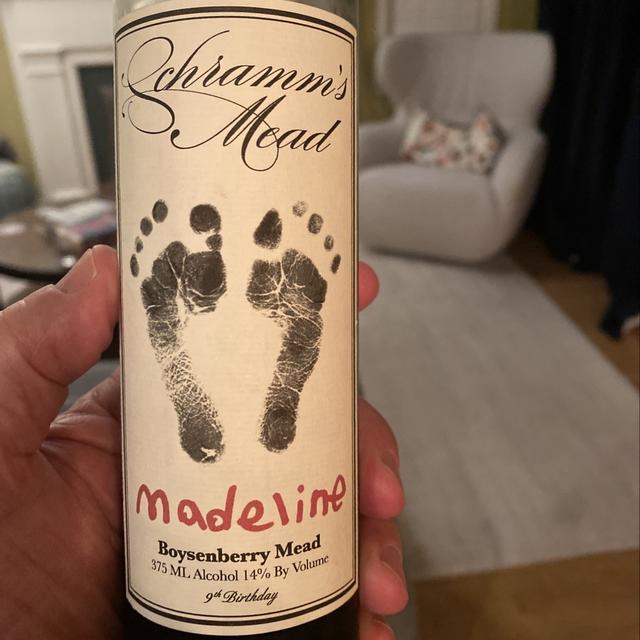 Schramm's
Mead
madeline
Boysenberry Mead
375 ML Alcohol 14% By Volume
9th Birthday